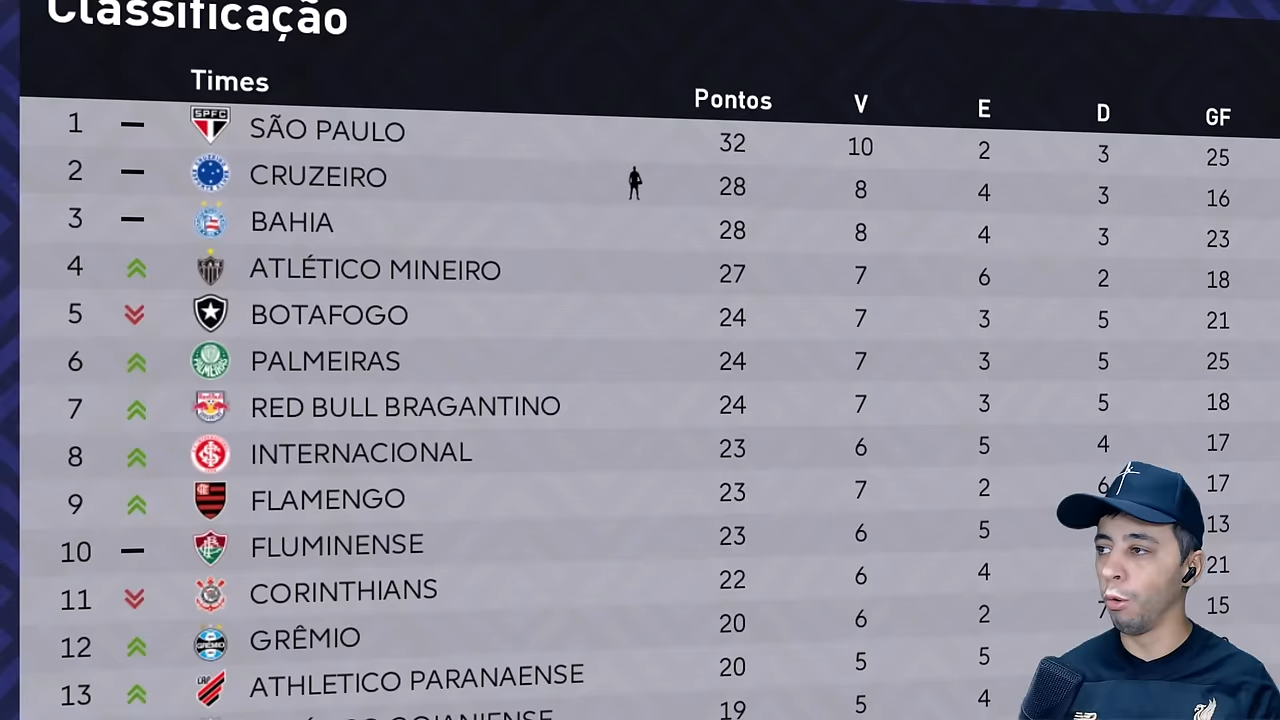 Classificação
Times Pontos V E D GF
1 SPFC SÃO PAULO 32 10 2 3 25
2 CRUZEIRO 28 8 4 3 16
3 BAHIA 28 8 4 3 23
4 ATLÉTICO MINEIRO 27 7 6 2 18
5 BOTAFOGO 24 7 3 5 21
6 PALMEIRAS 24 7 3 5 25
7 RED BULL BRAGANTINO 24 7 3 5 18
8 INTERNACIONAL 23 6 5 4 17
9 FLAMENGO 23 7 2 6 17
10 FLUMINENSE 23 6 5 13
11 CORINTHIANS 22 6 4 21
12 GRÊMIO 20 6 2 7 15
13 CAP ATHLETICO PARANAENSE 20 5 5
GOIANIENSE 19 5 4